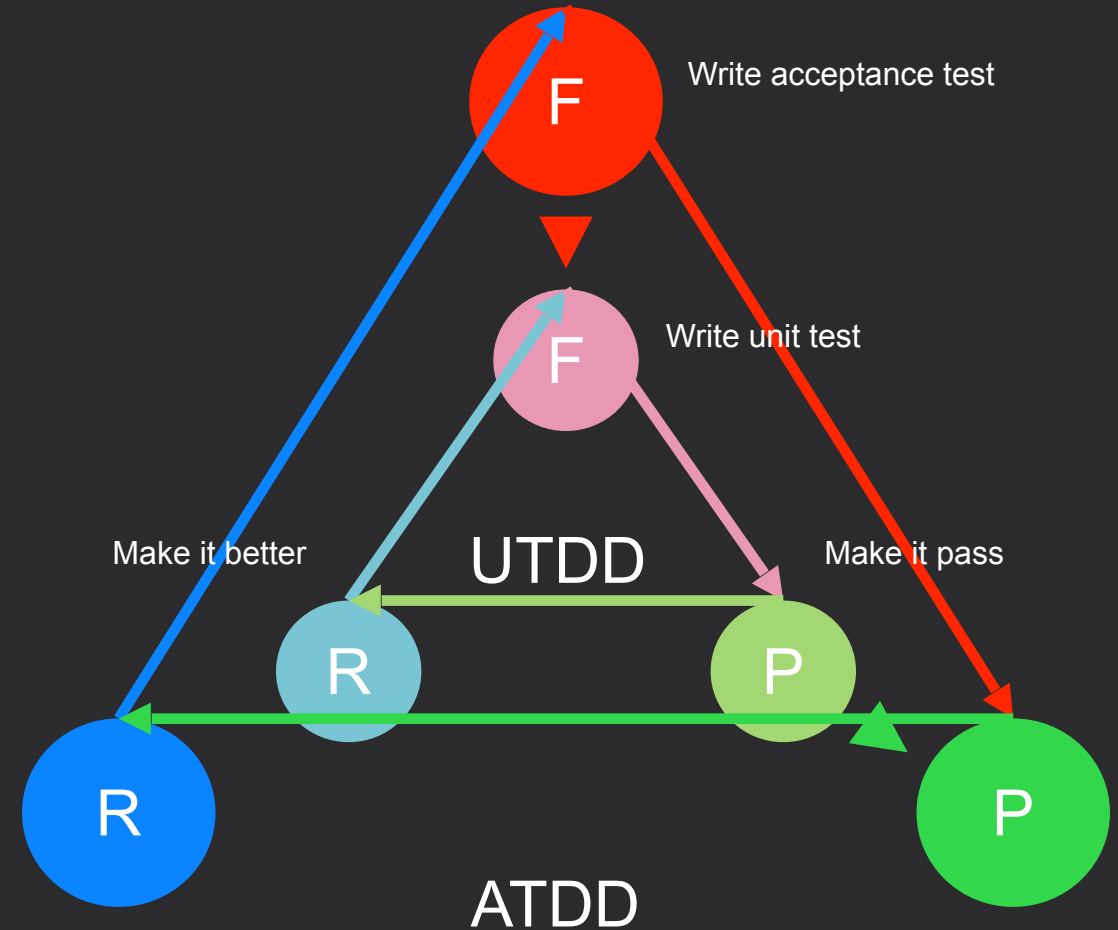 F
Write acceptance test
F
Write unit test
Make it better
UTDD
Make it pass
R
P
R
P
ATDD